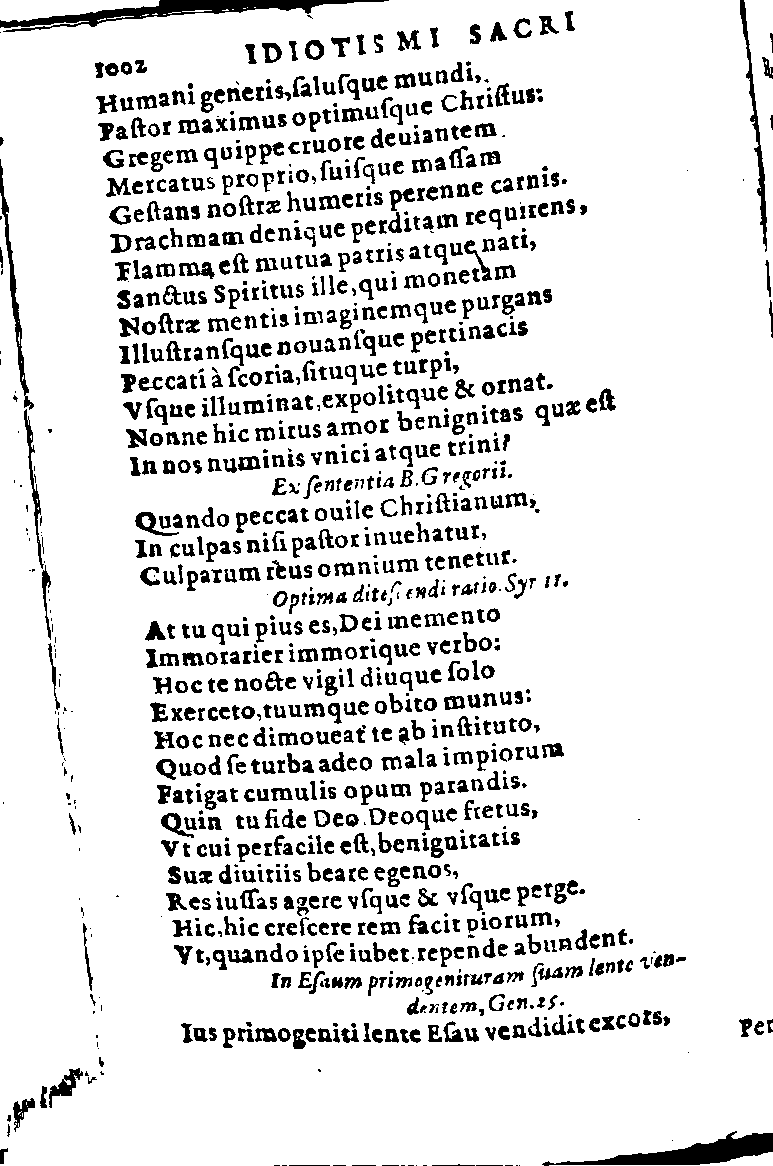 1002 IDIOTISMI SACRI
Humani generis, ſaluſque mundi,
Paſtor maximus optimuſque Chriſtus:
Gregem quippe cruore deuiantem
Mercatus proprio, ſuiſque maſſam
Geſtans noſtræ humeris perenne carnis.
Drachmam denique perditam requirens,
Flamma eſt mutua patris atque nati,
Sanctus Spiritus ille, qui monetam
Noſtræ mentis imaginemque purgans
Illuſtranſque nouanſque pertinacis
Peccati à ſcoria, ſituque turpi,
Vſque illuminat, expolitque & ornat.
Nonne hic mirus amor benignitas quæ eſt
In nos numinis vnici atque trini?
Ex ſententia B. Gregorii.
Quando peccat ouile Chriſtianum,
In culpas niſi paſtor inuehatur,
Culparum reus omnium tenetur.
Optima diteſcendi ratio. Syr 11.
At tu qui pius es, Dei memento
Immorarier immorique verbo:
Hoc te nocte vigil diuque ſolo
Exerceto, tuumque obito munus:
Hoc nec dimoueat te ab inſtituto,
Quod ſe turba adeo mala impiorum
Fatigat cumulis opum parandis.
Quin tu fide Deo. Deoque fretus,
Vt cui perfacile eſt, benignitatis
Suæ diuitiis beare egenos,
Res iuſſas agere vſque & vſque perge.
Hic, hic creſcere rem facit piorum,
Vt, quando ipſe iubet. repende abundent.
In Eſaum primogenituram ſuam lente ven-
dentem, Gen. 25.
Ius primogeniti lente Eſau vendidit excors,
Per